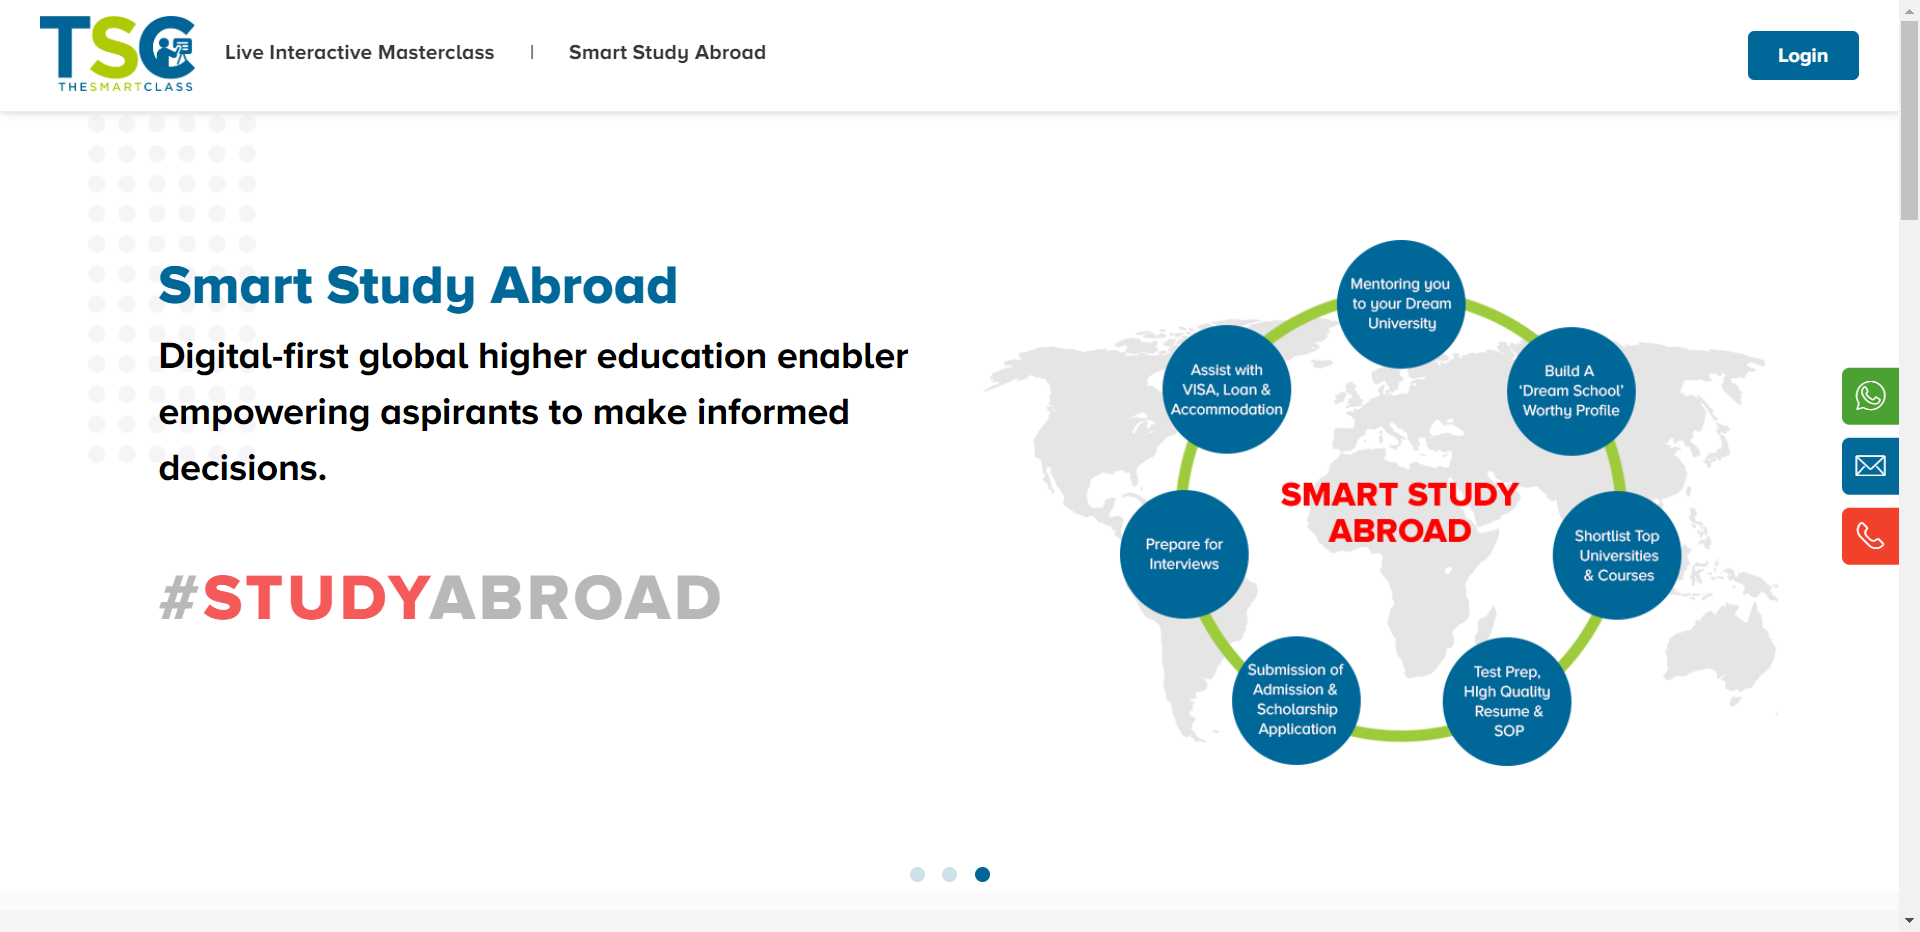 TSC
THESMARTCLASS
Live Interactive Masterclass
|
Smart Study Abroad
Login
Smart Study Abroad
Digital-first global higher education enabler
empowering aspirants to make informed
decisions.
#STUDYABROAD
Mentoring you
to your Dream
University
Build A
‘Dream School’
Worthy Profile
Shortlist Top
Universities
& Courses
Test Prep,
HIgh Quality
Resume &
SOP
Submission of
Admission &
Scholarship
Application
Prepare for
Interviews
Assist with
VISA, Loan &
Accommodation
SMART STUDY
ABROAD